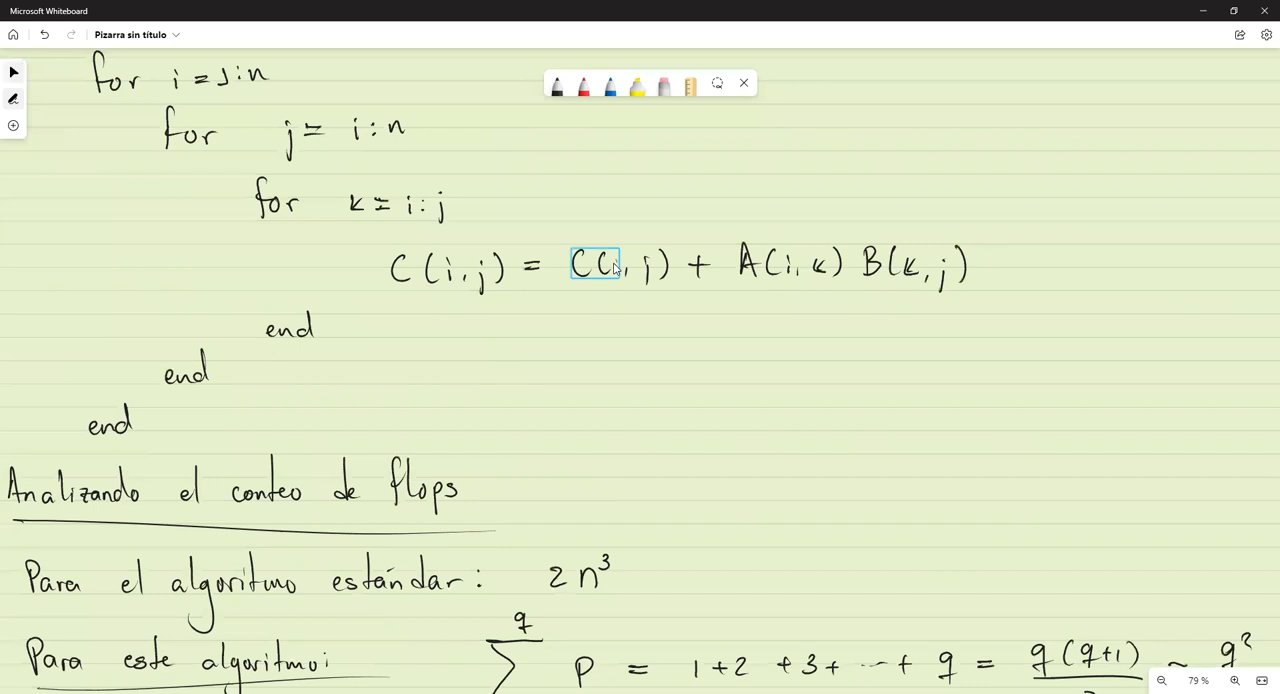 Microsoft Whiteboard
Pizarra sin título
for i = 1:n
for j = i:n
for k = i:j
C(i,j) = C(i,j) + A(i,k) B(k,j)
end
end
end
Analizando el conteo de flops
Para el algoritmo estándar: 2n³
Para este algoritmo: ∑ q p = 1+2+3+ ... + q = q(q+1) ~ q²
79 %